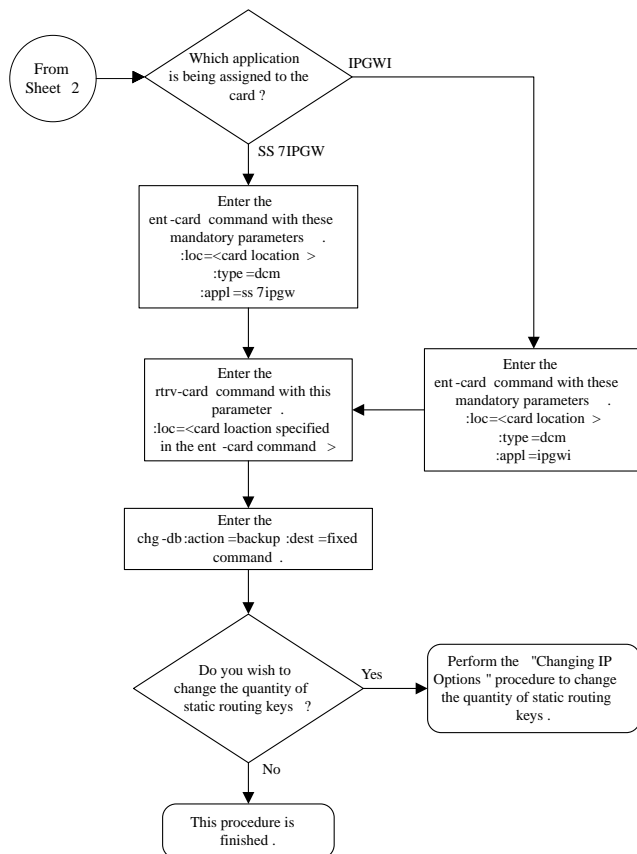 From
Sheet 2
Which application
is being assigned to the
card ?
IPGWI
SS 7IPGW
Enter the
ent -card command with these
mandatory parameters .
:loc=<card location >
:type =dcm
:appl=ss 7ipgw
Enter the
rtrv-card command with this
parameter .
:loc=<card loaction specified
in the ent -card command >
Enter the
ent -card command with these
mandatory parameters .
:loc=<card location >
:type =dcm
:appl=ipgwi
Enter the
chg -db:action =backup :dest =fixed
command .
Do you wish to
change the quantity of
static routing keys ?
Yes
Perform the "Changing IP
Options " procedure to change
the quantity of static routing
keys .
No
This procedure is
finished .